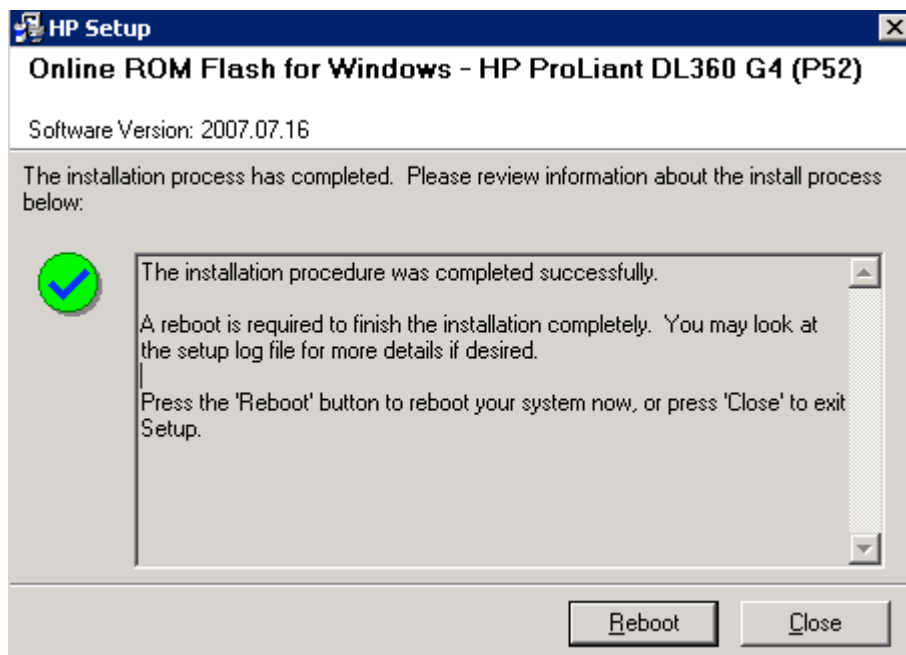 HP Setup
Online ROM Flash for Windows - HP ProLiant DL360 G4 (P52)
Software Version: 2007.07.16
The installation process has completed.  Please review information about the install process
below:
The installation procedure was completed successfully.
A reboot is required to finish the installation completely.  You may look at
the setup log file for more details if desired.
Press the 'Reboot' button to reboot your system now, or press 'Close' to exit
Setup.
Reboot
Close